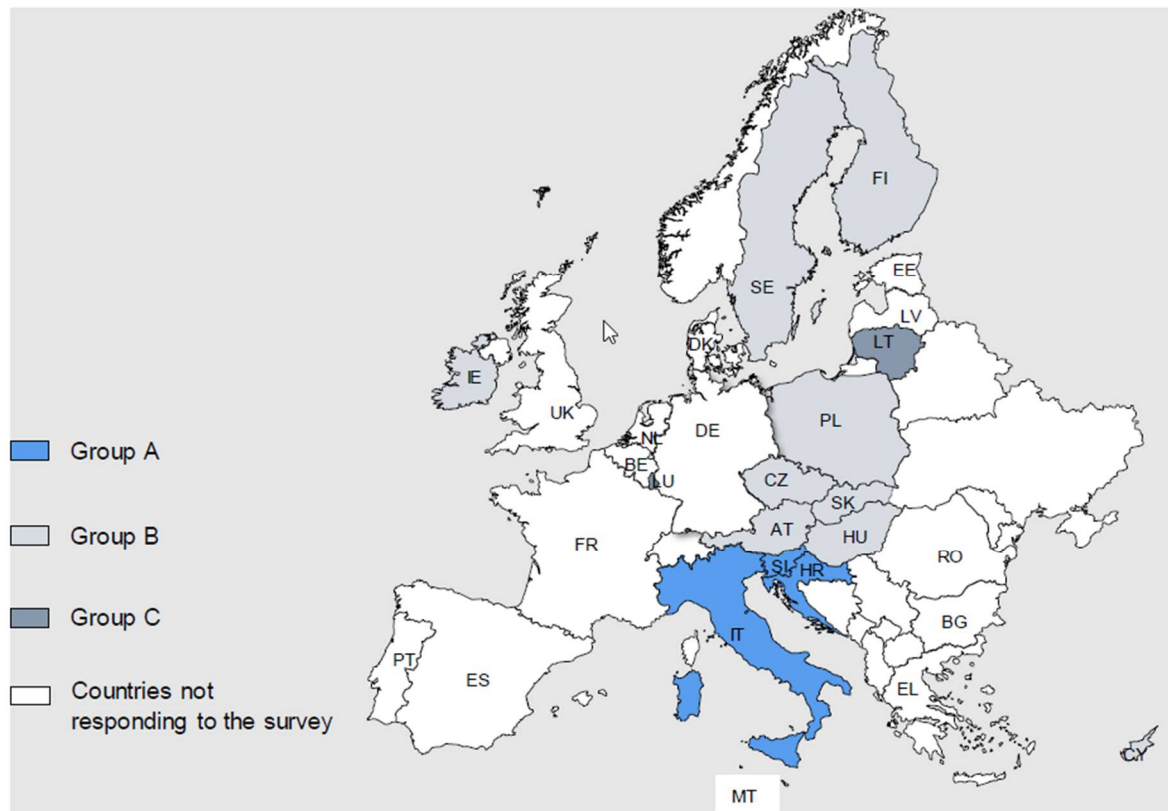 FI
SE
EE
LV
LT
DK
IE
UK
NL
DE
PL
BE
LU
CZ
SK
AT
HU
FR
SI
HR
RO
IT
BG
PT
ES
EL
CY
MT
Group A
Group B
Group C
Countries not
responding to the survey